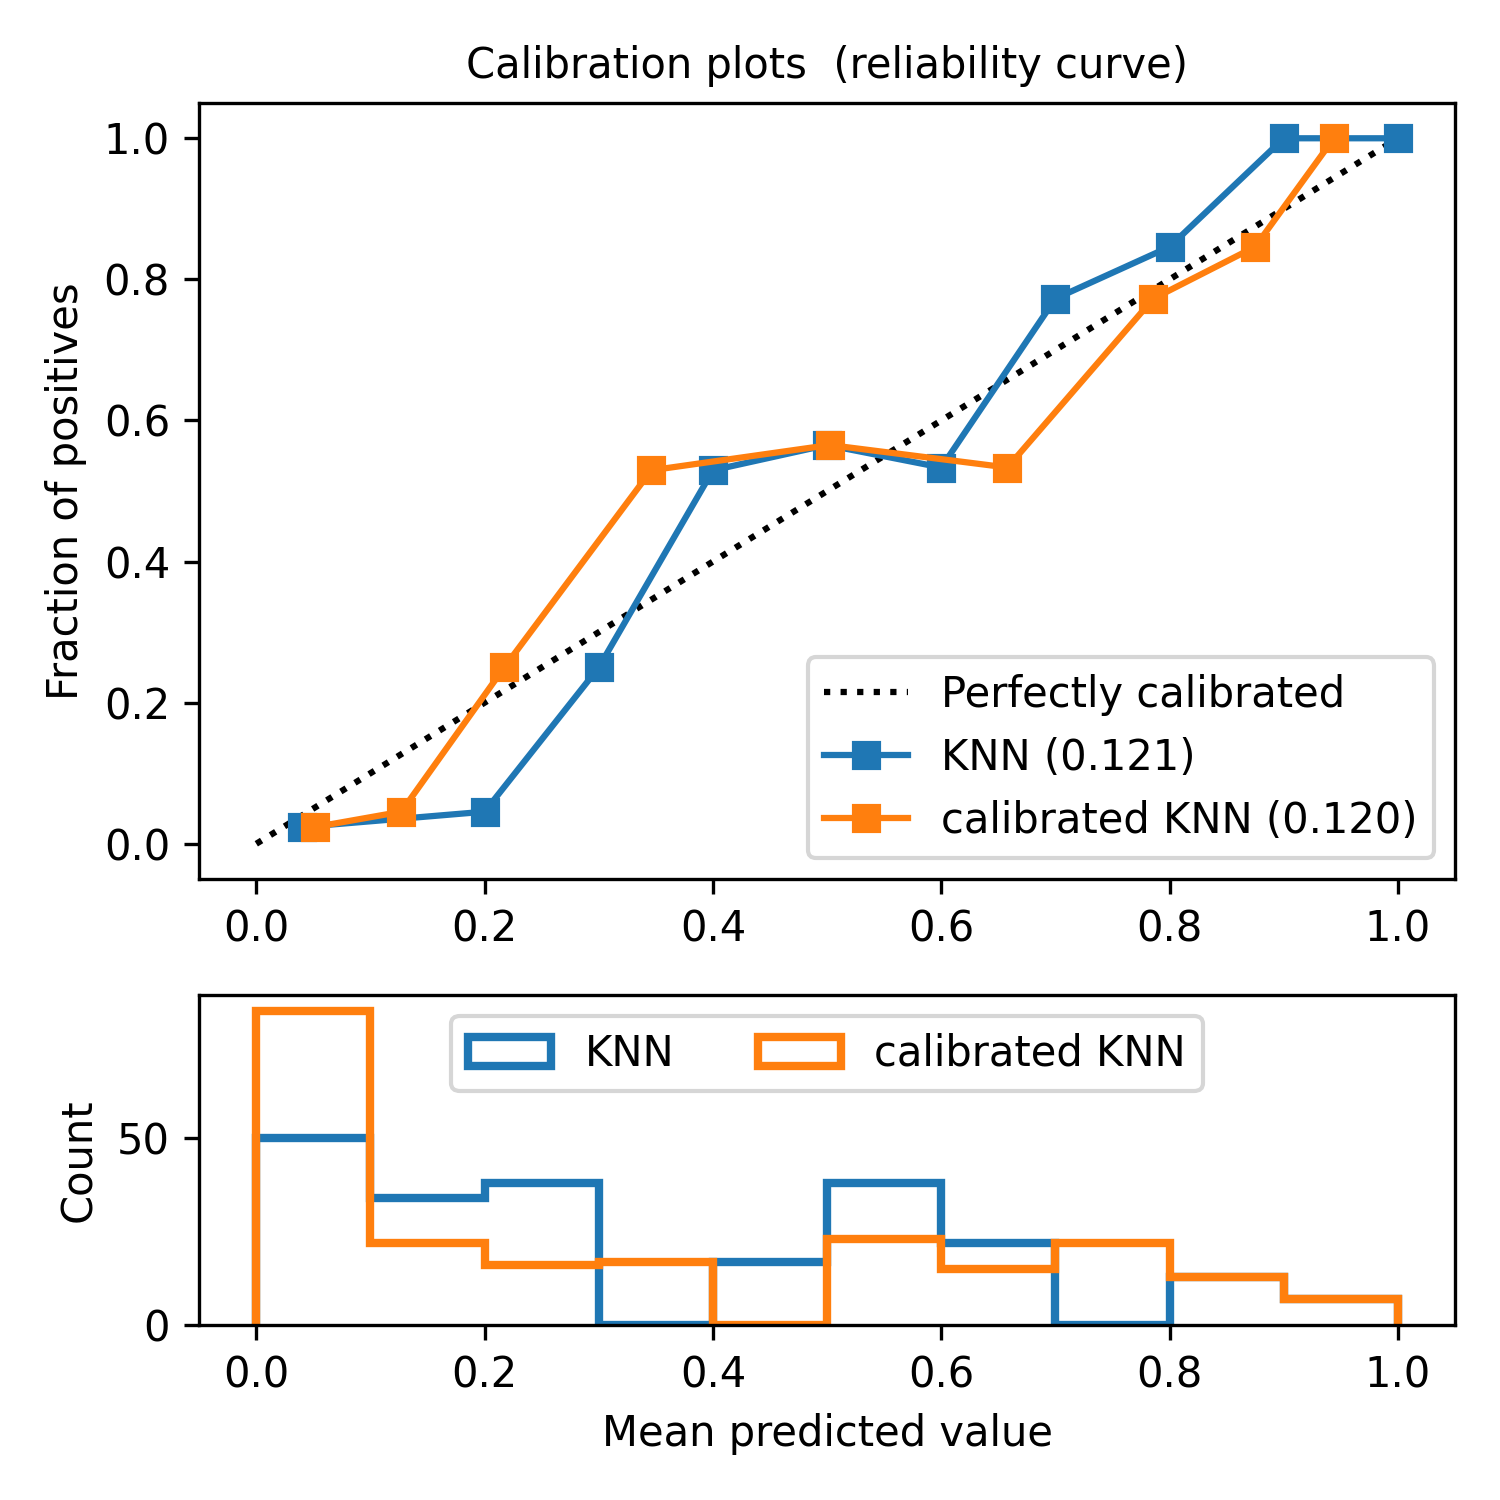 Calibration plots  (reliability curve)
Fraction of positives
1.0
0.8
0.6
0.4
0.2
0.0
Perfectly calibrated
KNN (0.121)
calibrated KNN (0.120)
0.0 0.2 0.4 0.6 0.8 1.0
KNN calibrated KNN
Count
50
0
0.0 0.2 0.4 0.6 0.8 1.0
Mean predicted value